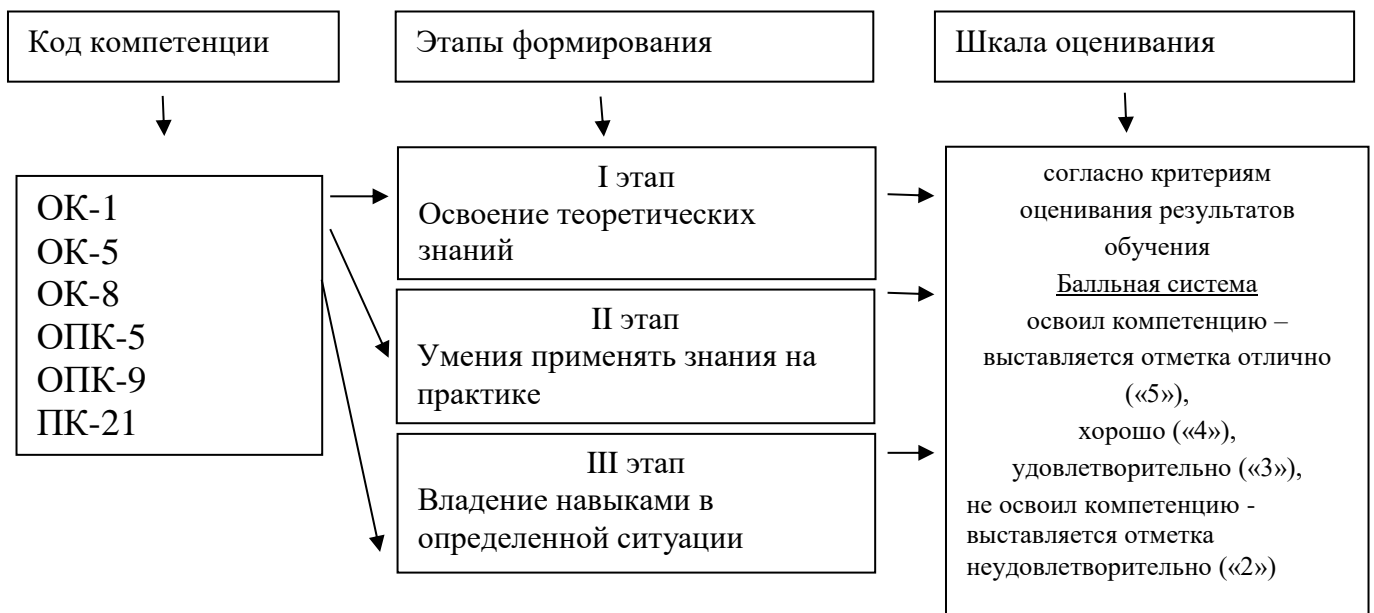 Код компетенции
Этапы формирования
Шкала оценивания
ОК-1
ОК-5
ОК-8
ОПК-5
ОПК-9
ПК-21
I этап
Освоение теоретических
знаний
II этап
Умения применять знания на
практике
III этап
Владение навыками в
определенной ситуации
согласно критериям
оценивания результатов
обучения
Балльная система
освоил компетенцию –
выставляется отметка отлично
(«5»),
хорошо («4»),
удовлетворительно («3»),
не освоил компетенцию -
выставляется отметка
неудовлетворительно («2»)